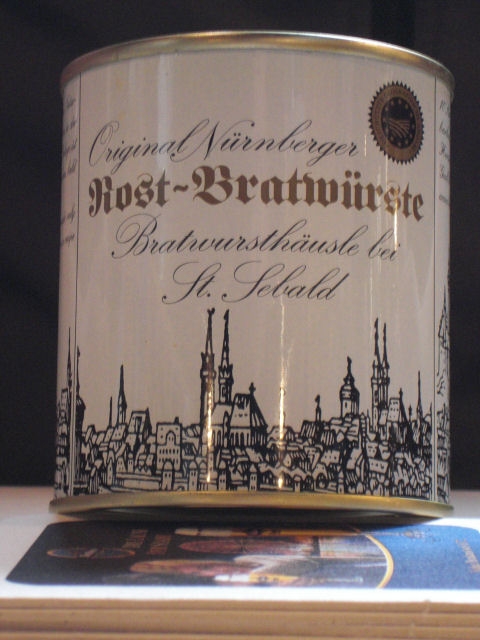 Original Nürnberger
Rost-Bratwürste
Bratwursthäusle bei
St. Sebald